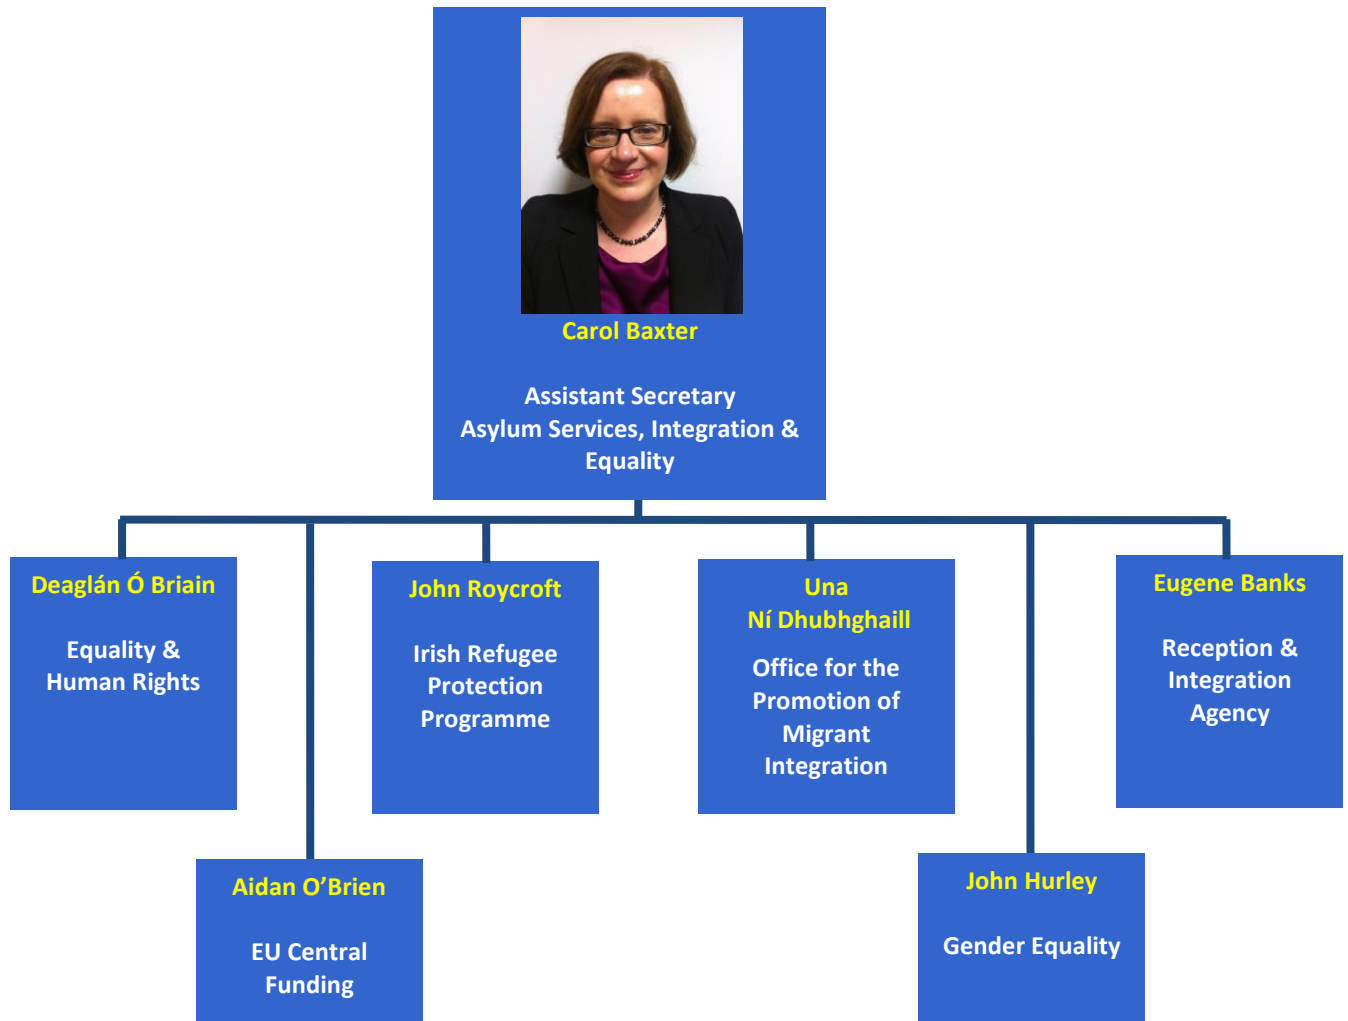 Carol Baxter
Assistant Secretary
Asylum Services, Integration &
Equality
Deaglán Ó Briain
Equality &
Human Rights
John Roycroft
Irish Refugee
Protection
Programme
Una
Ní Dhubhghaill
Office for the
Promotion of
Migrant
Integration
Eugene Banks
Reception &
Integration
Agency
Aidan O’Brien
EU Central
Funding
John Hurley
Gender Equality